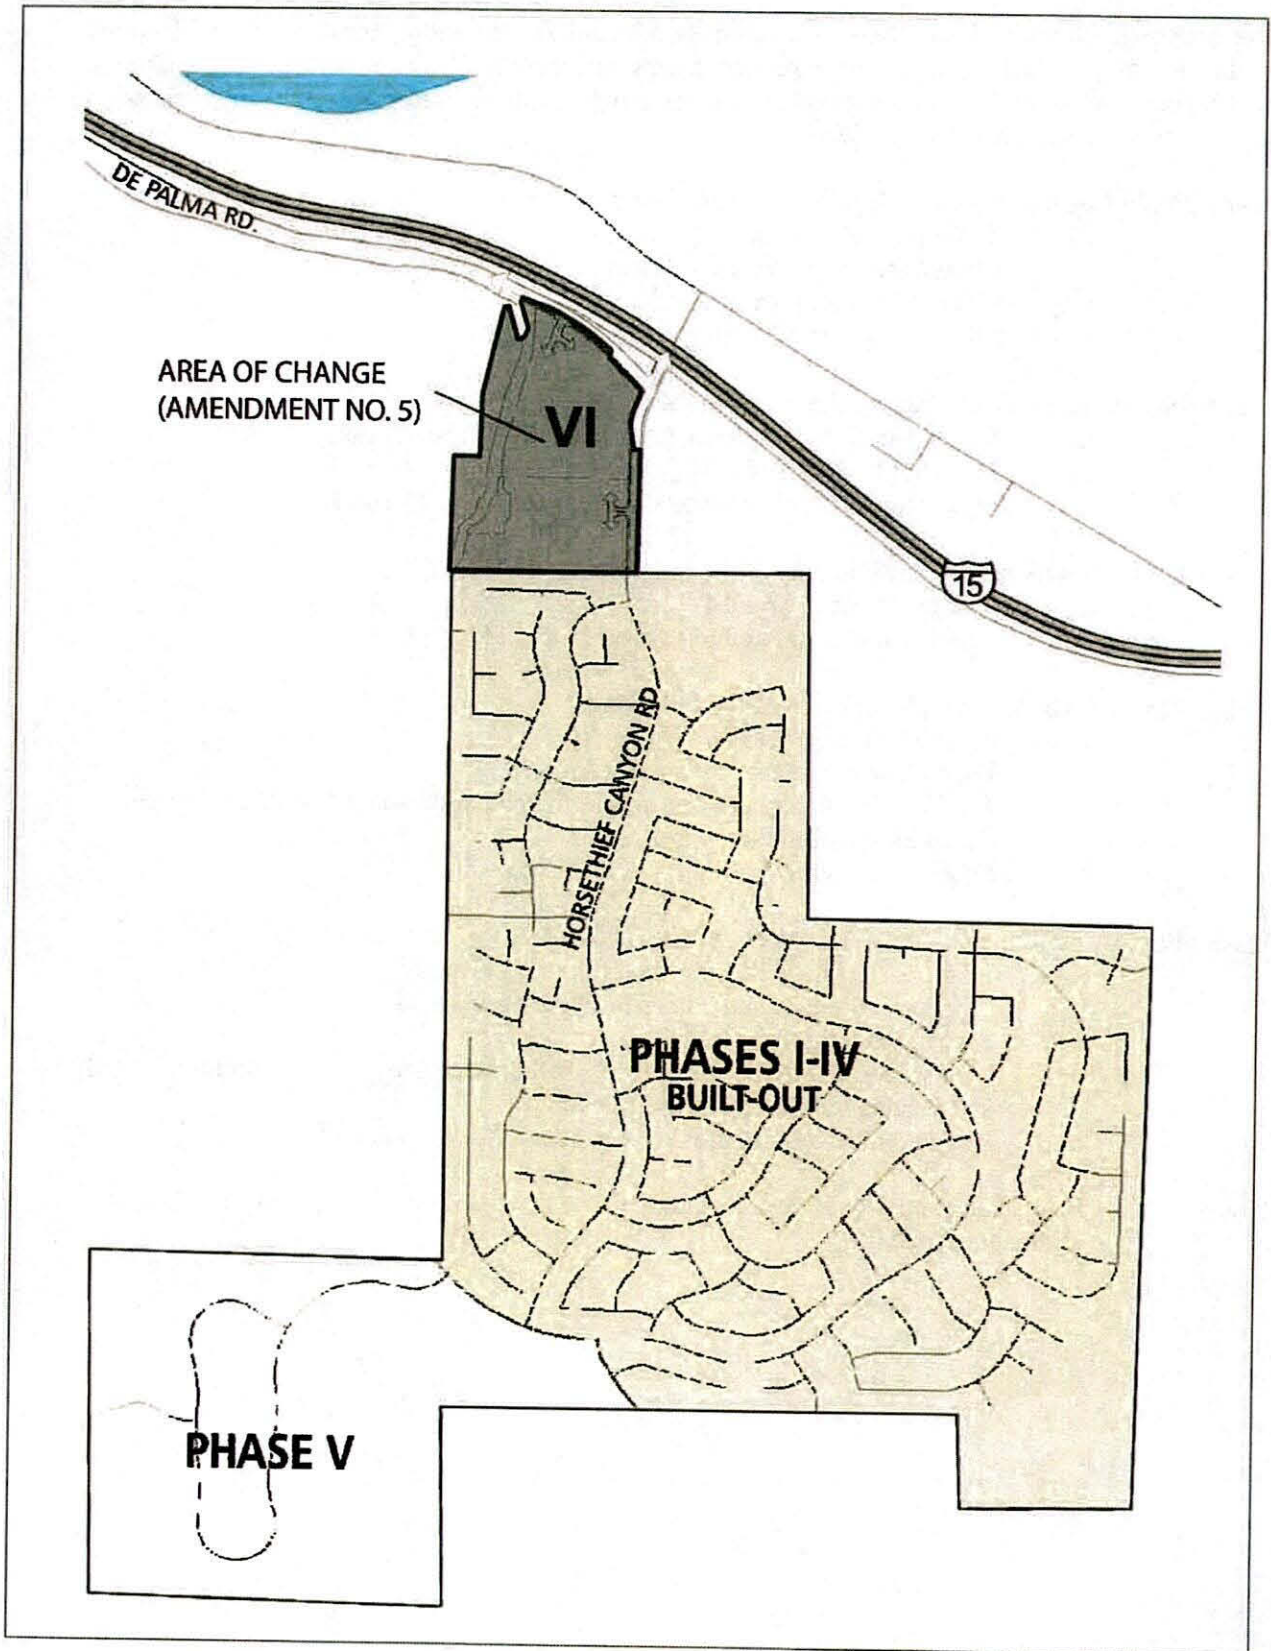 DE PALMA RD.
AREA OF CHANGE
(AMENDMENT NO. 5)
VI
15
HORSETHIEF CANYON RD
PHASES I-IV
BUILT-OUT
PHASE V